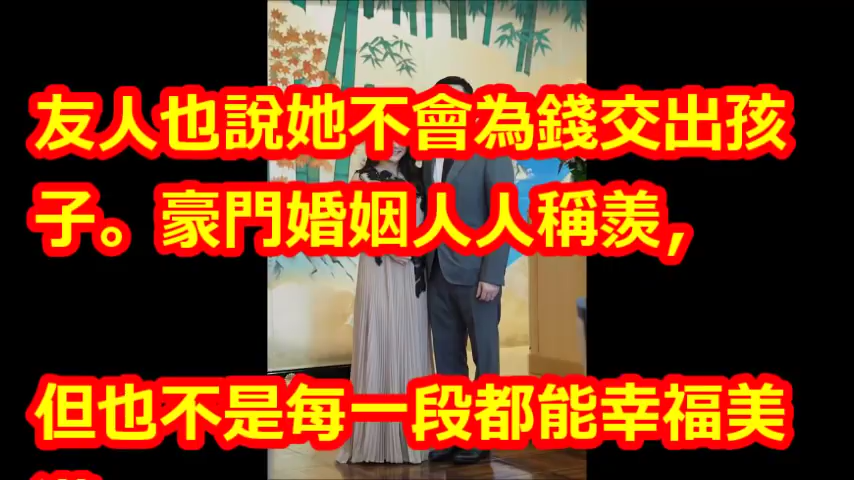 友人也說她不會為錢交出孩
子。豪門婚姻人人稱羨，
但也不是每一段都能幸福美